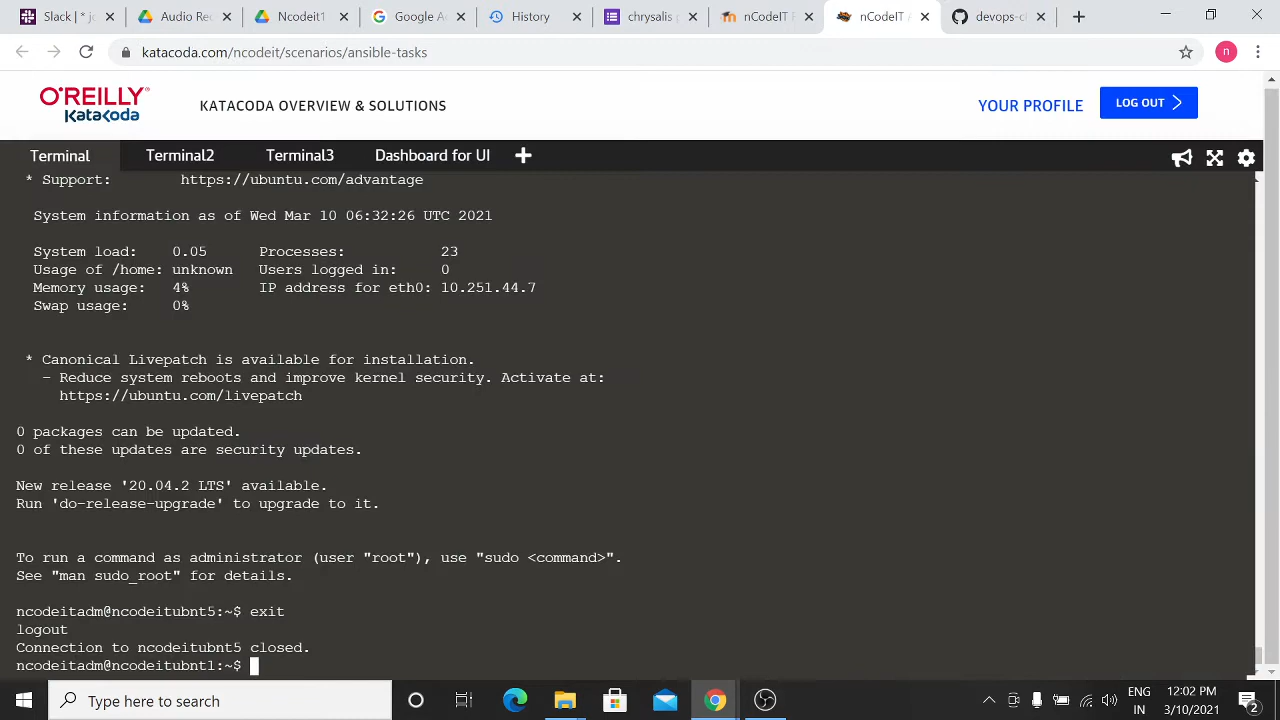 Slack | *
Audio Rec
Ncodeit1
Google A
History
chrysalis p
nCodeIT
nCodeIT
devops-cl
katacoda.com/ncodeit/scenarios/ansible-tasks
n
O'REILLY®
Katacoda
KATACODA OVERVIEW & SOLUTIONS
YOUR PROFILE
LOG OUT
Terminal Terminal2 Terminal3 Dashboard for UI
* Support: https://ubuntu.com/advantage
System information as of Wed Mar 10 06:32:26 UTC 2021
System load: 0.05 Processes: 23
Usage of /home: unknown Users logged in: 0
Memory usage: 4% IP address for eth0: 10.251.44.7
Swap usage: 0%
* Canonical Livepatch is available for installation.
- Reduce system reboots and improve kernel security. Activate at:
https://ubuntu.com/livepatch
0 packages can be updated.
0 of these updates are security updates.
New release '20.04.2 LTS' available.
Run 'do-release-upgrade' to upgrade to it.
To run a command as administrator (user "root"), use "sudo <command>".
See "man sudo_root" for details.
ncodeitadm@ncodeitubnt5:~$ exit
logout
Connection to ncodeitubnt5 closed.
ncodeitadm@ncodeitubnt1:~$
Type here to search
ENG
IN
12:02 PM
3/10/2021
2